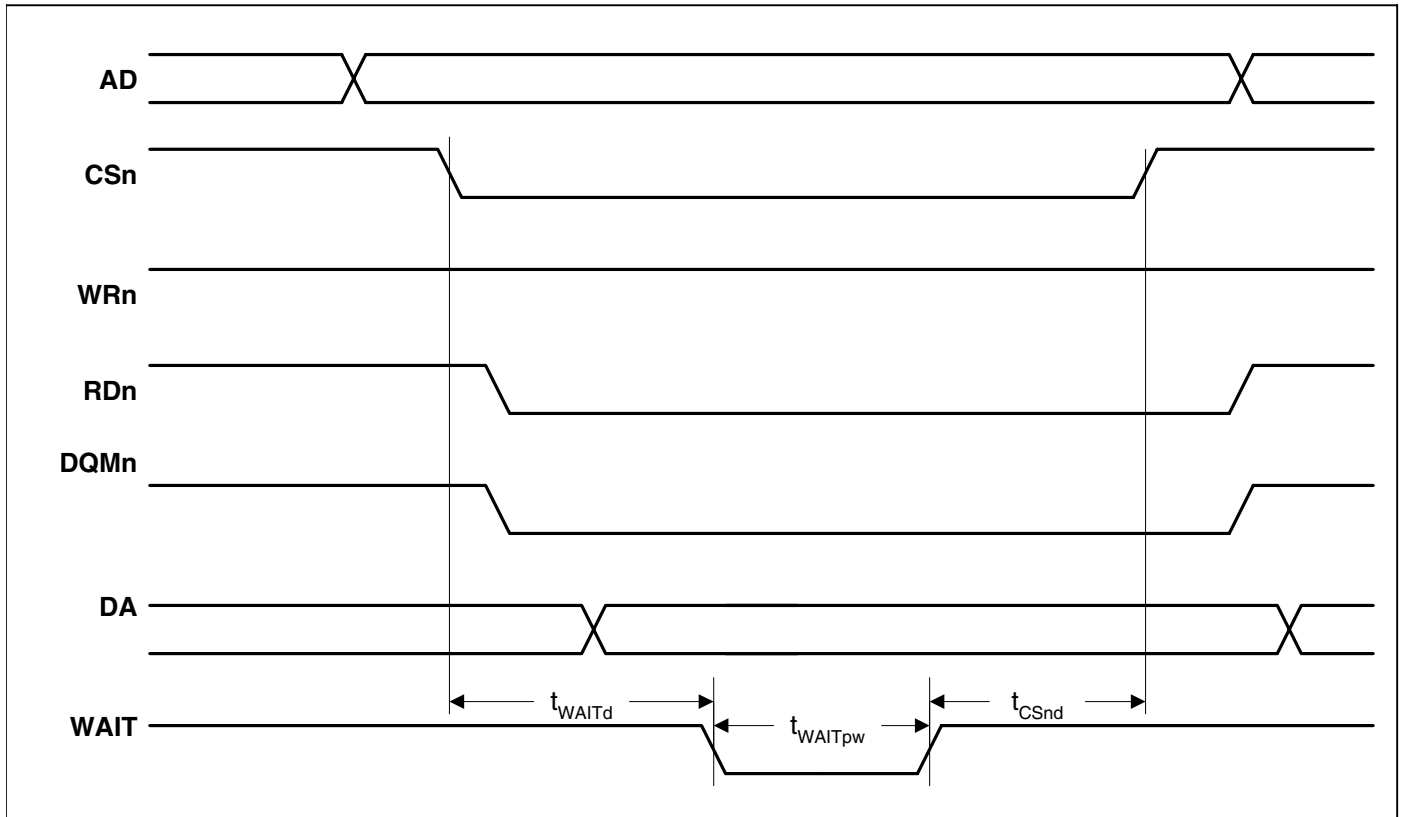 AD
CSn
WRn
RDn
DQMn
DA
tWAITd
tCSnd
WAIT
tWAITpw